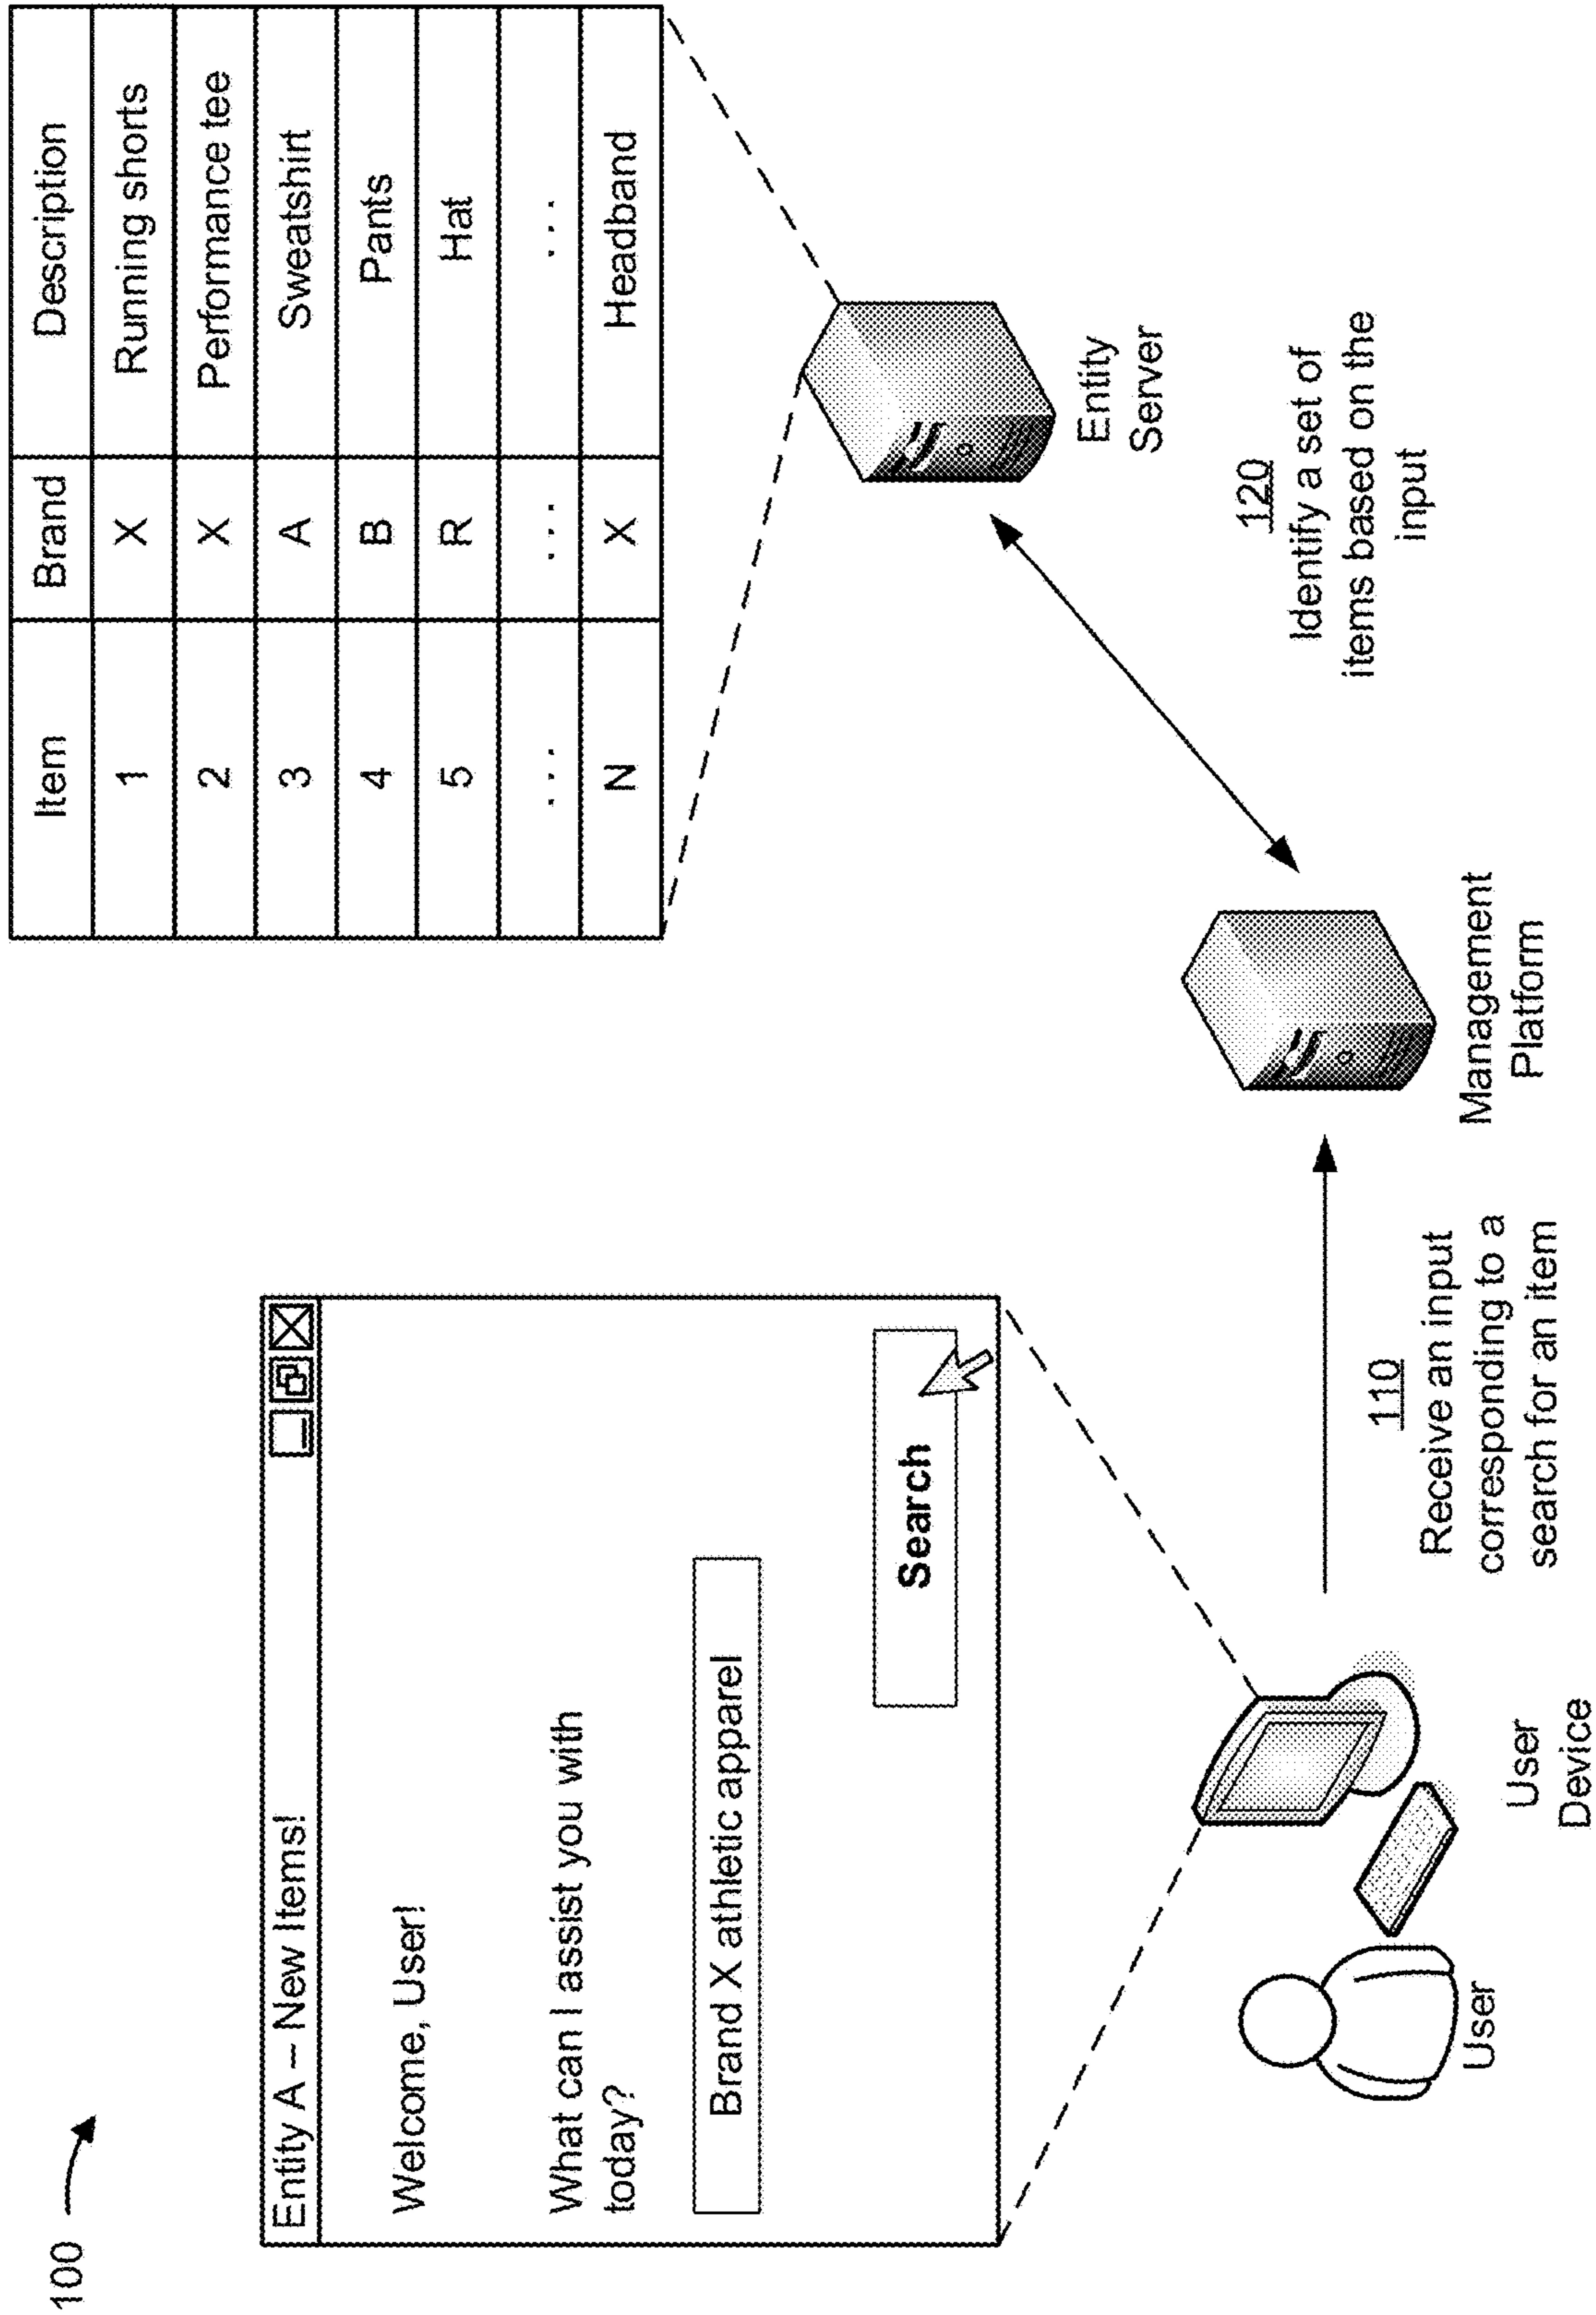 100
Entity A – New Items!
Welcome, User!
What can I assist you with
today?
Brand X athletic apparel
Search
Item Brand Description
1 X Running shorts
2 X Performance tee
3 A Sweatshirt
4 B Pants
5 R Hat
... ... ...
N X Headband
User
User
Device
110
Receive an input
corresponding to a
search for an item
Management
Platform
Entity
Server
120
Identify a set of
items based on the
input